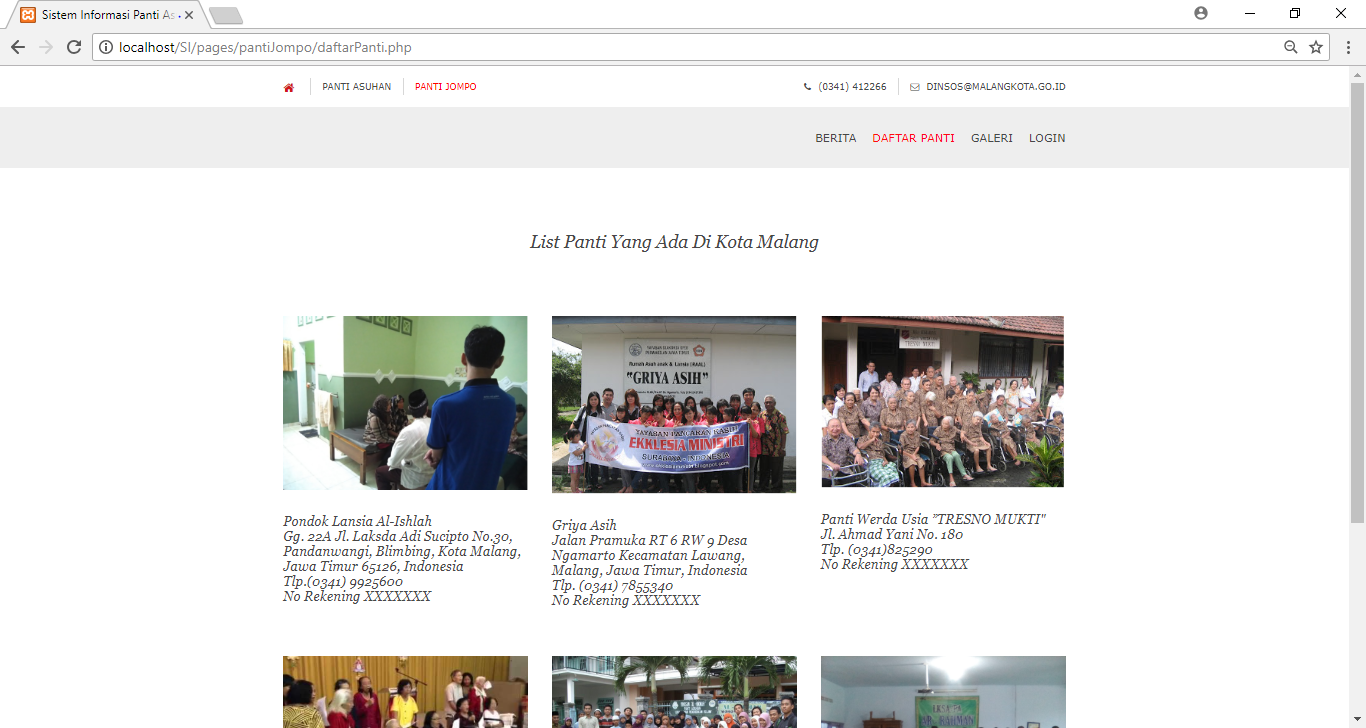 Sistem Informasi Panti As
localhost/SI/pages/pantiJompo/daftarPanti.php
PANTI ASUHAN
PANTI JOMPO
(0341) 412266
DINSOS@MALANGKOTA.GO.ID
BERITA
DAFTAR PANTI
GALERI
LOGIN
List Panti Yang Ada Di Kota Malang
"GRIYA ASIH"
YAYASAN PANCARAN KASIH
EKKLESIA MINISTRI
SURABAYA - INDONESIA
TRESNO MUKTI
Pondok Lansia Al-Ishlah
Gg. 22A Jl. Laksda Adi Sucipto No.30,
Pandanwangi, Blimbing, Kota Malang,
Jawa Timur 65126, Indonesia
Tlp.(0341) 9925600
No Rekening XXXXXXX
Griya Asih
Jalan Pramuka RT 6 RW 9 Desa
Ngamarto Kecamatan Lawang,
Malang, Jawa Timur, Indonesia
Tlp. (0341) 7855340
No Rekening XXXXXXX
Panti Werda Usia "TRESNO MUKTI"
Jl. Ahmad Yani No. 180
Tlp. (0341)825290
No Rekening XXXXXXX